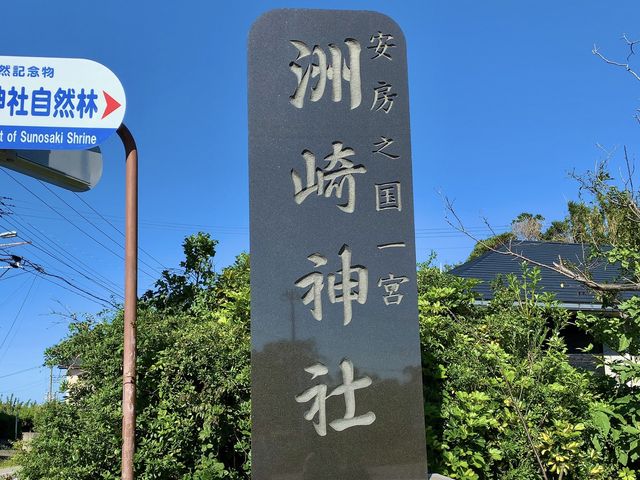 安房之国一宮
洲崎神社
然記念物
神社自然林
t of Sunosaki Shrine